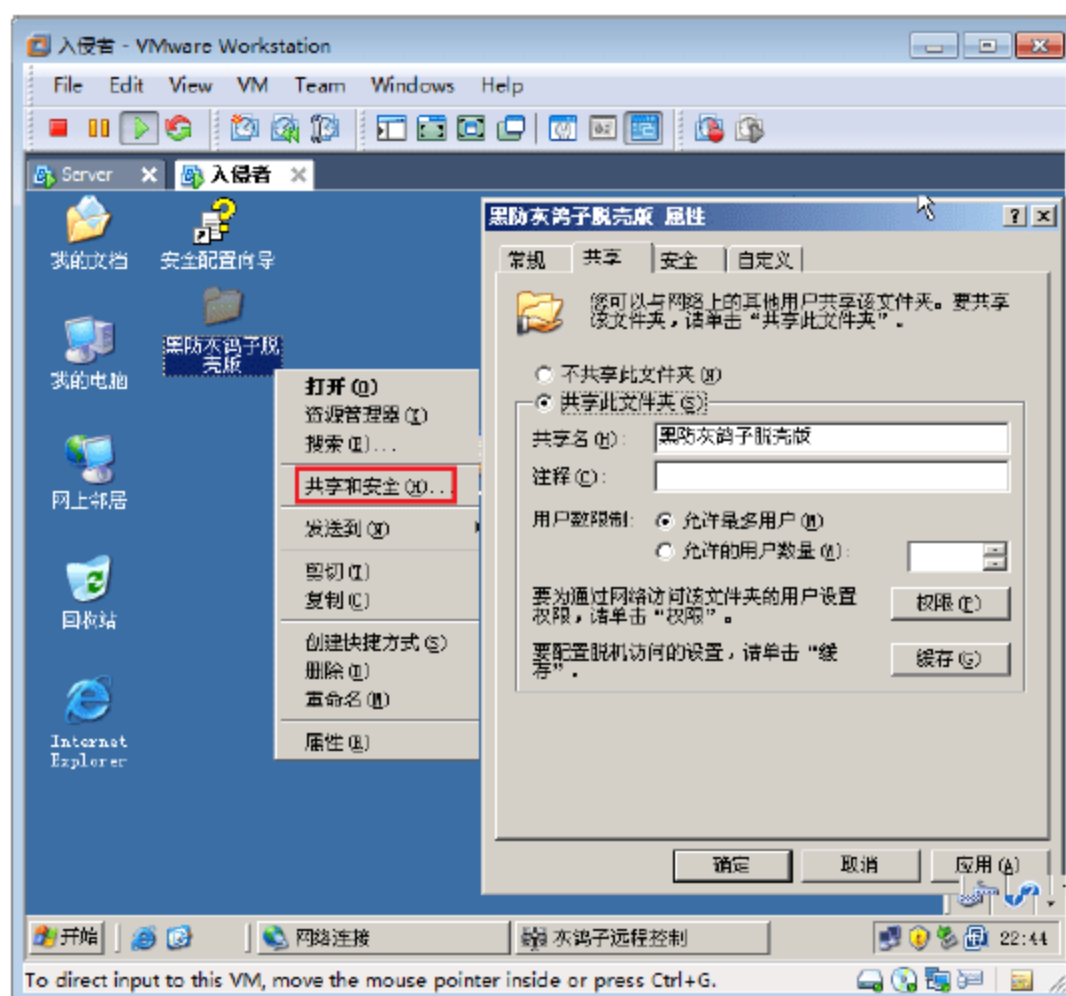 入侵者 - VMware Workstation
File Edit View VM Team Windows Help
Server
入侵者
我的文档
安全配置向导
我的电脑
黑防灰鸽子脱
壳版
网上邻居
回收站
Internet
Explorer
打开(O)
资源管理器(X)
搜索(E)...
共享和安全(H)...
发送到(N)
剪切(T)
复制(C)
创建快捷方式(S)
删除(D)
重命名(M)
属性(R)
黑防灰鸽子脱壳版 属性
常规 共享 安全 自定义
您可以与网络上的其他用户共享该文件夹。要共享
该文件夹，请单击“共享此文件夹”。
不共享此文件夹(N)
共享此文件夹(S)
共享名(H):
黑防灰鸽子脱壳版
注释(C):
用户数限制: 允许最多用户(M)
允许的用户数量(W):
要为通过网络访问该文件夹的用户设置
权限，请单击“权限”。
权限(P)
要配置脱机访问的设置，请单击“缓
存”。
缓存(G)
确定 取消 应用(A)
开始 网络连接 灰鸽子远程控制 22:44
To direct input to this VM, move the mouse pointer inside or press Ctrl+G.